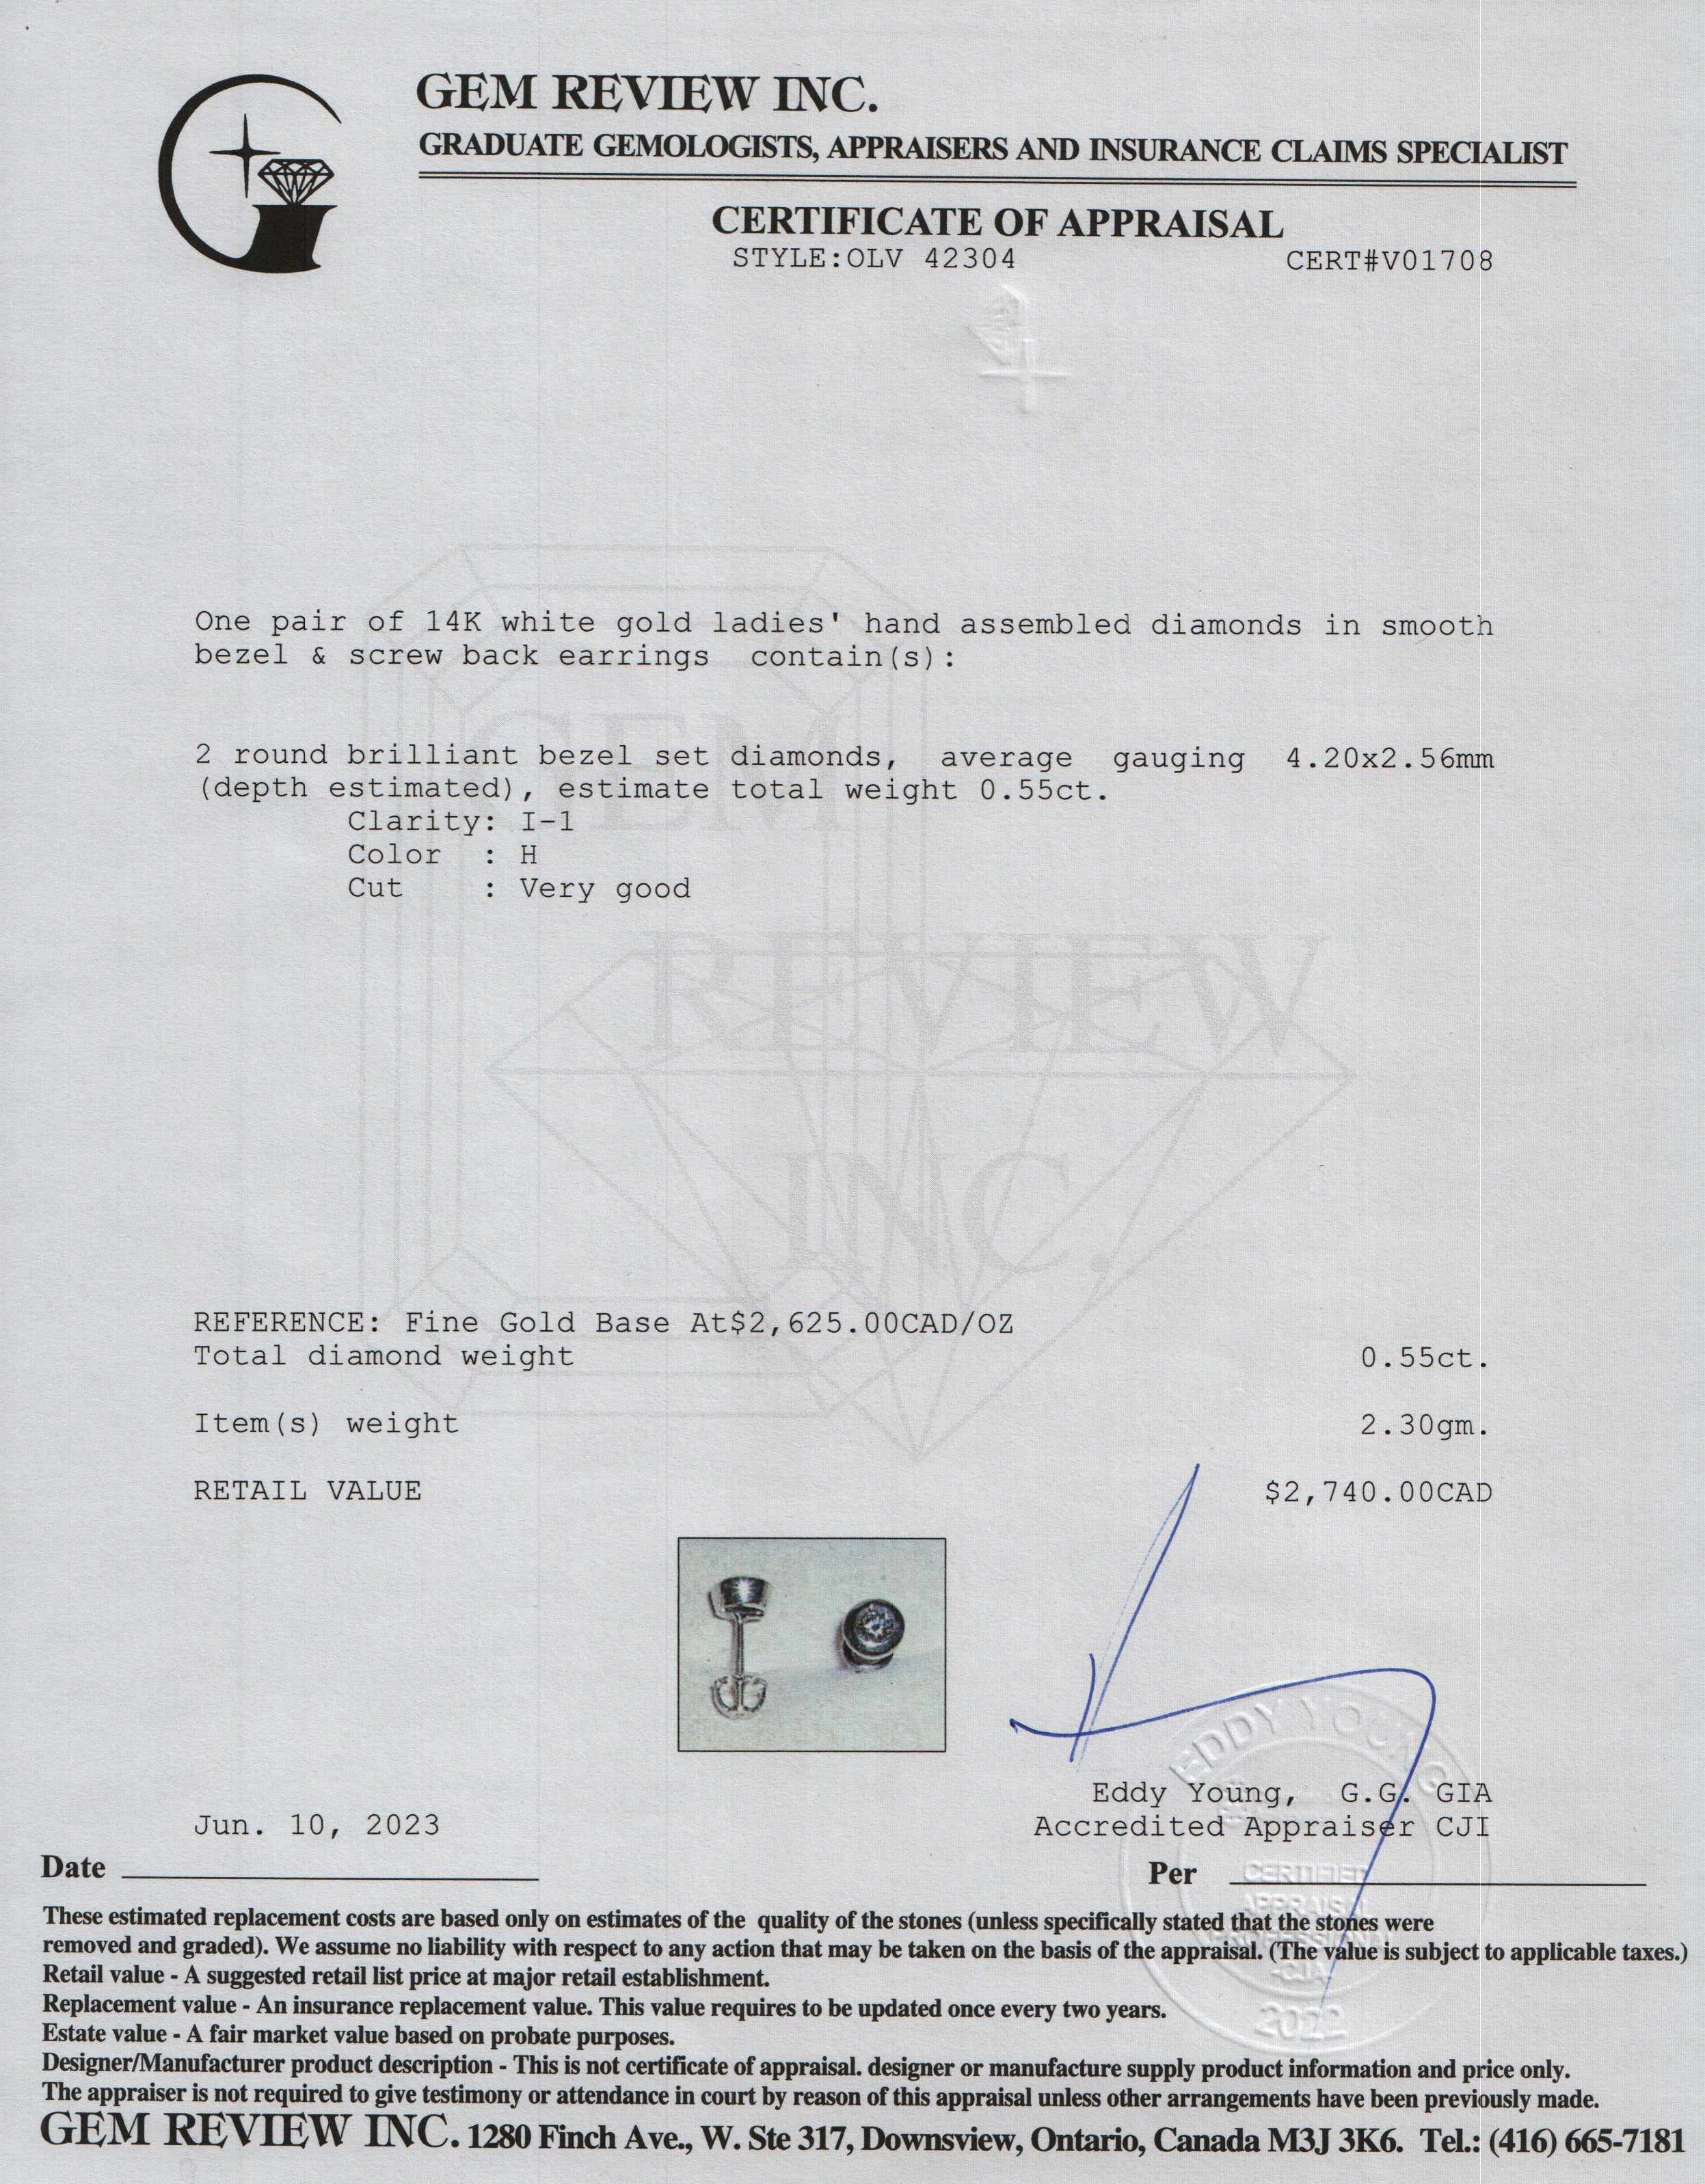 GEM REVIEW INC.
GRADUATE GEMOLOGISTS, APPRAISERS AND INSURANCE CLAIMS SPECIALIST
CERTIFICATE OF APPRAISAL
STYLE:OLV 42304 CERT#V01708
One pair of 14K white gold ladies' hand assembled diamonds in smooth
bezel & screw back earrings contain(s):
2 round brilliant bezel set diamonds, average gauging 4.20x2.56mm
(depth estimated), estimate total weight 0.55ct.
Clarity: I-1
Color : H
Cut : Very good
GEM
REVIEW
INC.
REFERENCE: Fine Gold Base At$2,625.00CAD/OZ
Total diamond weight 0.55ct.
Item(s) weight 2.30gm.
RETAIL VALUE $2,740.00CAD
EDDY YOUNG
Eddy Young, G.G. GIA
Jun. 10, 2023 Accredited Appraiser CJI
Date Per
CERTIFIED
APPRAISAL
CJA
2022
These estimated replacement costs are based only on estimates of the quality of the stones (unless specifically stated that the stones were
removed and graded). We assume no liability with respect to any action that may be taken on the basis of the appraisal. (The value is subject to applicable taxes.)
Retail value - A suggested retail list price at major retail establishment.
Replacement value - An insurance replacement value. This value requires to be updated once every two years.
Estate value - A fair market value based on probate purposes.
Designer/Manufacturer product description - This is not certificate of appraisal. designer or manufacture supply product information and price only.
The appraiser is not required to give testimony or attendance in court by reason of this appraisal unless other arrangements have been previously made.
GEM REVIEW INC. 1280 Finch Ave., W. Ste 317, Downsview, Ontario, Canada M3J 3K6. Tel.: (416) 665-7181